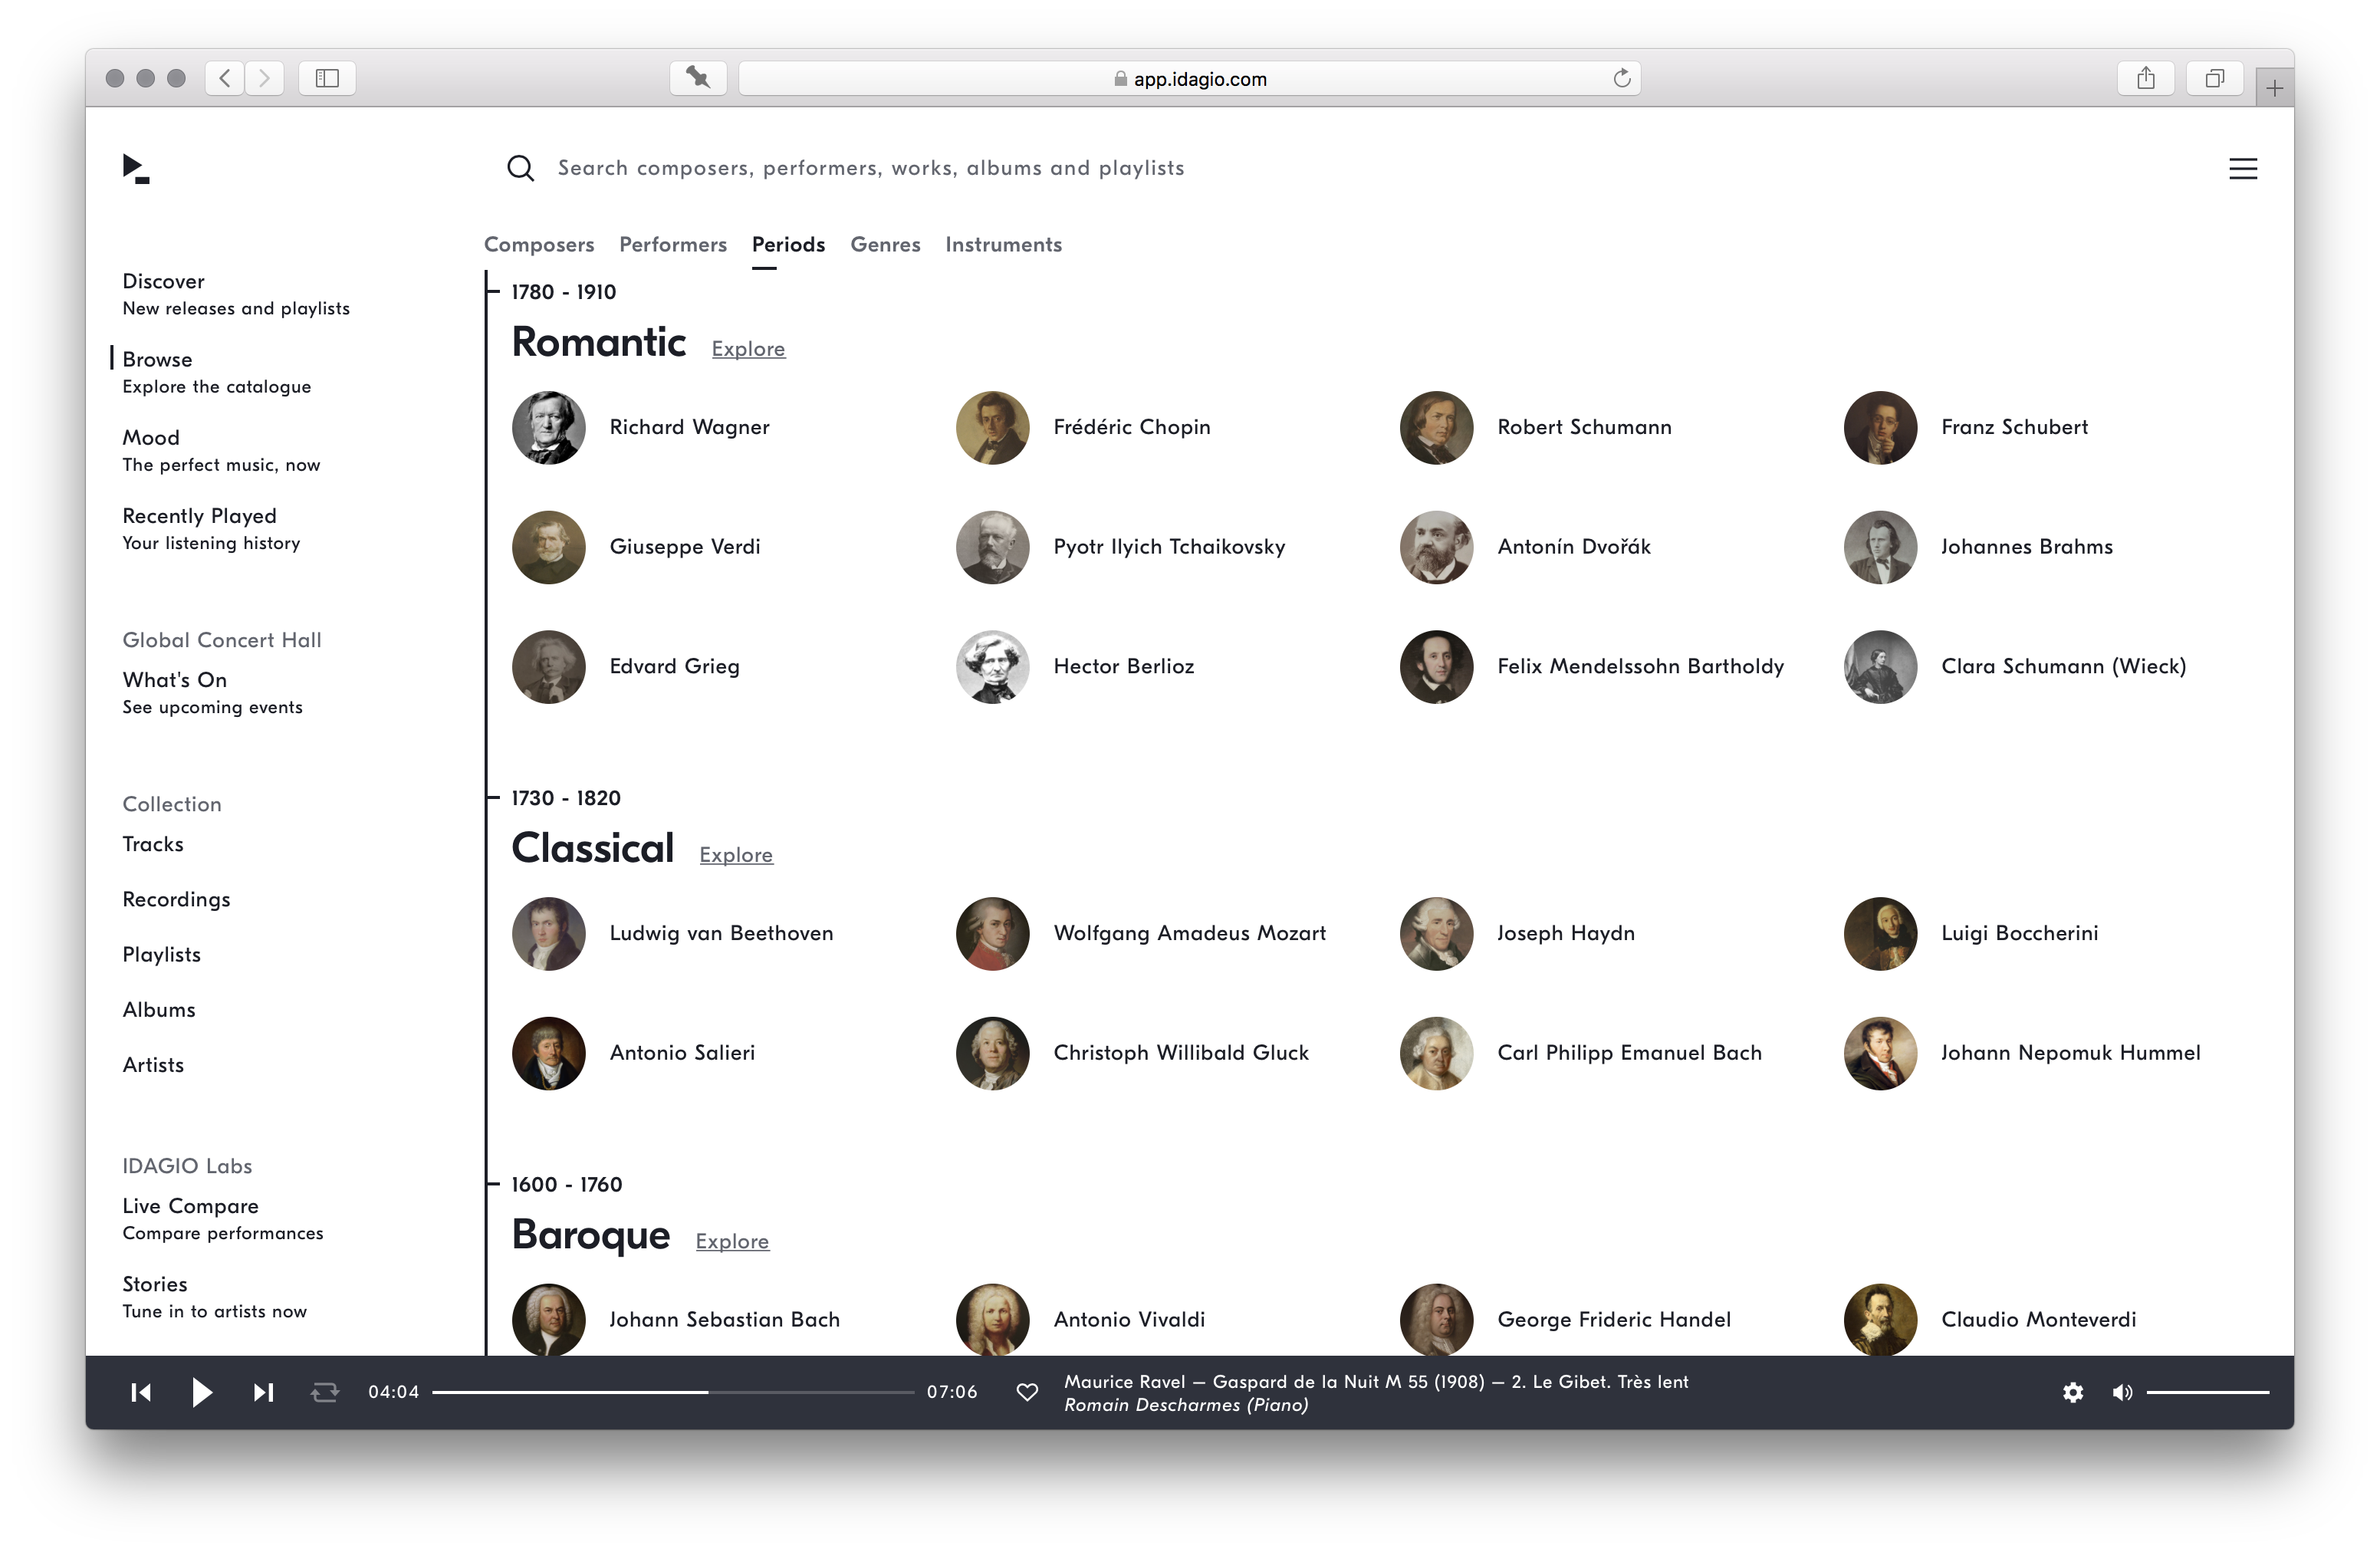 app.idagio.com
Search composers, performers, works, albums and playlists
Composers Performers Periods Genres Instruments
Discover
New releases and playlists
Browse
Explore the catalogue
Mood
The perfect music, now
Recently Played
Your listening history
Global Concert Hall
What's On
See upcoming events
Collection
Tracks
Recordings
Playlists
Albums
Artists
IDAGIO Labs
Live Compare
Compare performances
Stories
Tune in to artists now
1780 - 1910
Romantic Explore
Richard Wagner Frédéric Chopin Robert Schumann Franz Schubert
Giuseppe Verdi Pyotr Ilyich Tchaikovsky Antonín Dvořák Johannes Brahms
Edvard Grieg Hector Berlioz Felix Mendelssohn Bartholdy Clara Schumann (Wieck)
1730 - 1820
Classical Explore
Ludwig van Beethoven Wolfgang Amadeus Mozart Joseph Haydn Luigi Boccherini
Antonio Salieri Christoph Willibald Gluck Carl Philipp Emanuel Bach Johann Nepomuk Hummel
1600 - 1760
Baroque Explore
Johann Sebastian Bach Antonio Vivaldi George Frideric Handel Claudio Monteverdi
04:04 07:06
Maurice Ravel – Gaspard de la Nuit M 55 (1908) – 2. Le Gibet. Très lent
Romain Descharmes (Piano)